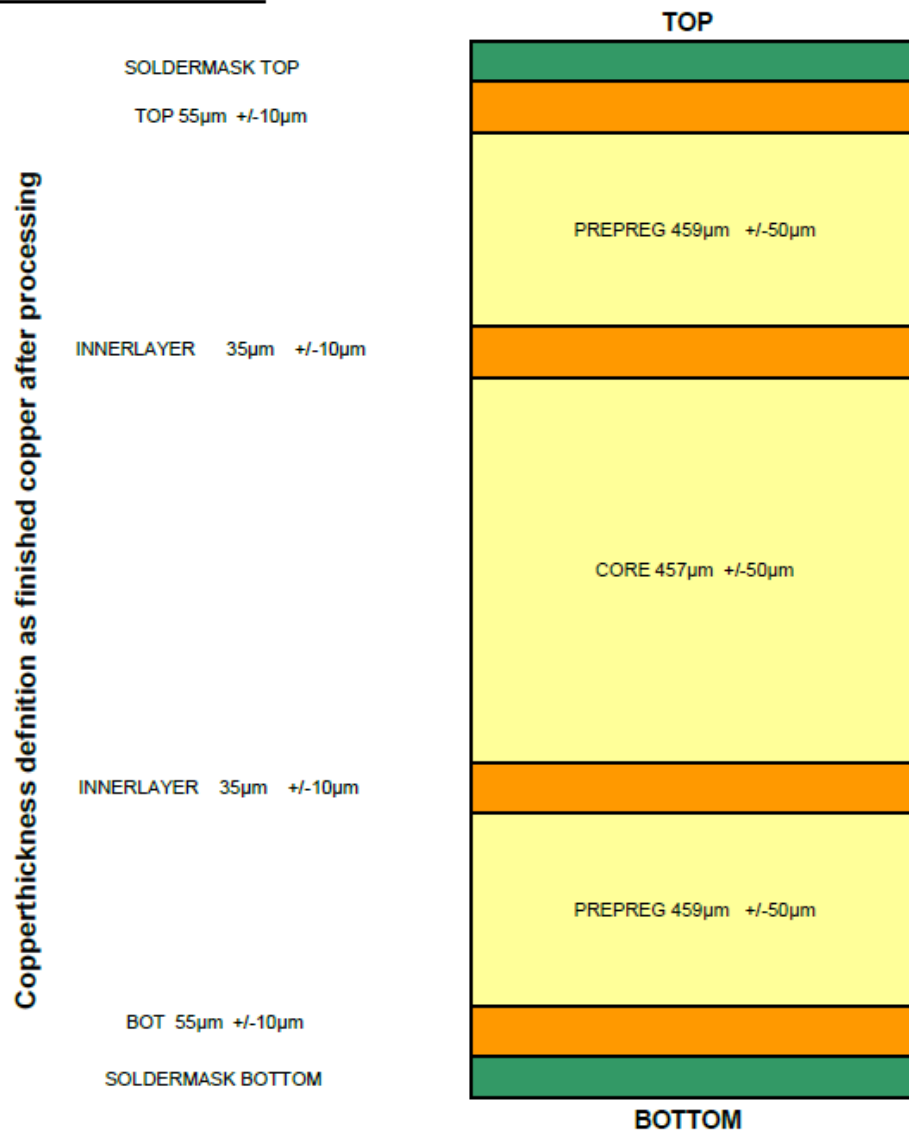 TOP
SOLDERMASK TOP
TOP 55µm +/-10µm
PREPREG 459µm +/-50µm
INNERLAYER 35µm +/-10µm
CORE 457µm +/-50µm
INNERLAYER 35µm +/-10µm
PREPREG 459µm +/-50µm
BOT 55µm +/-10µm
SOLDERMASK BOTTOM
BOTTOM
Copperthickness defnition as finished copper after processing